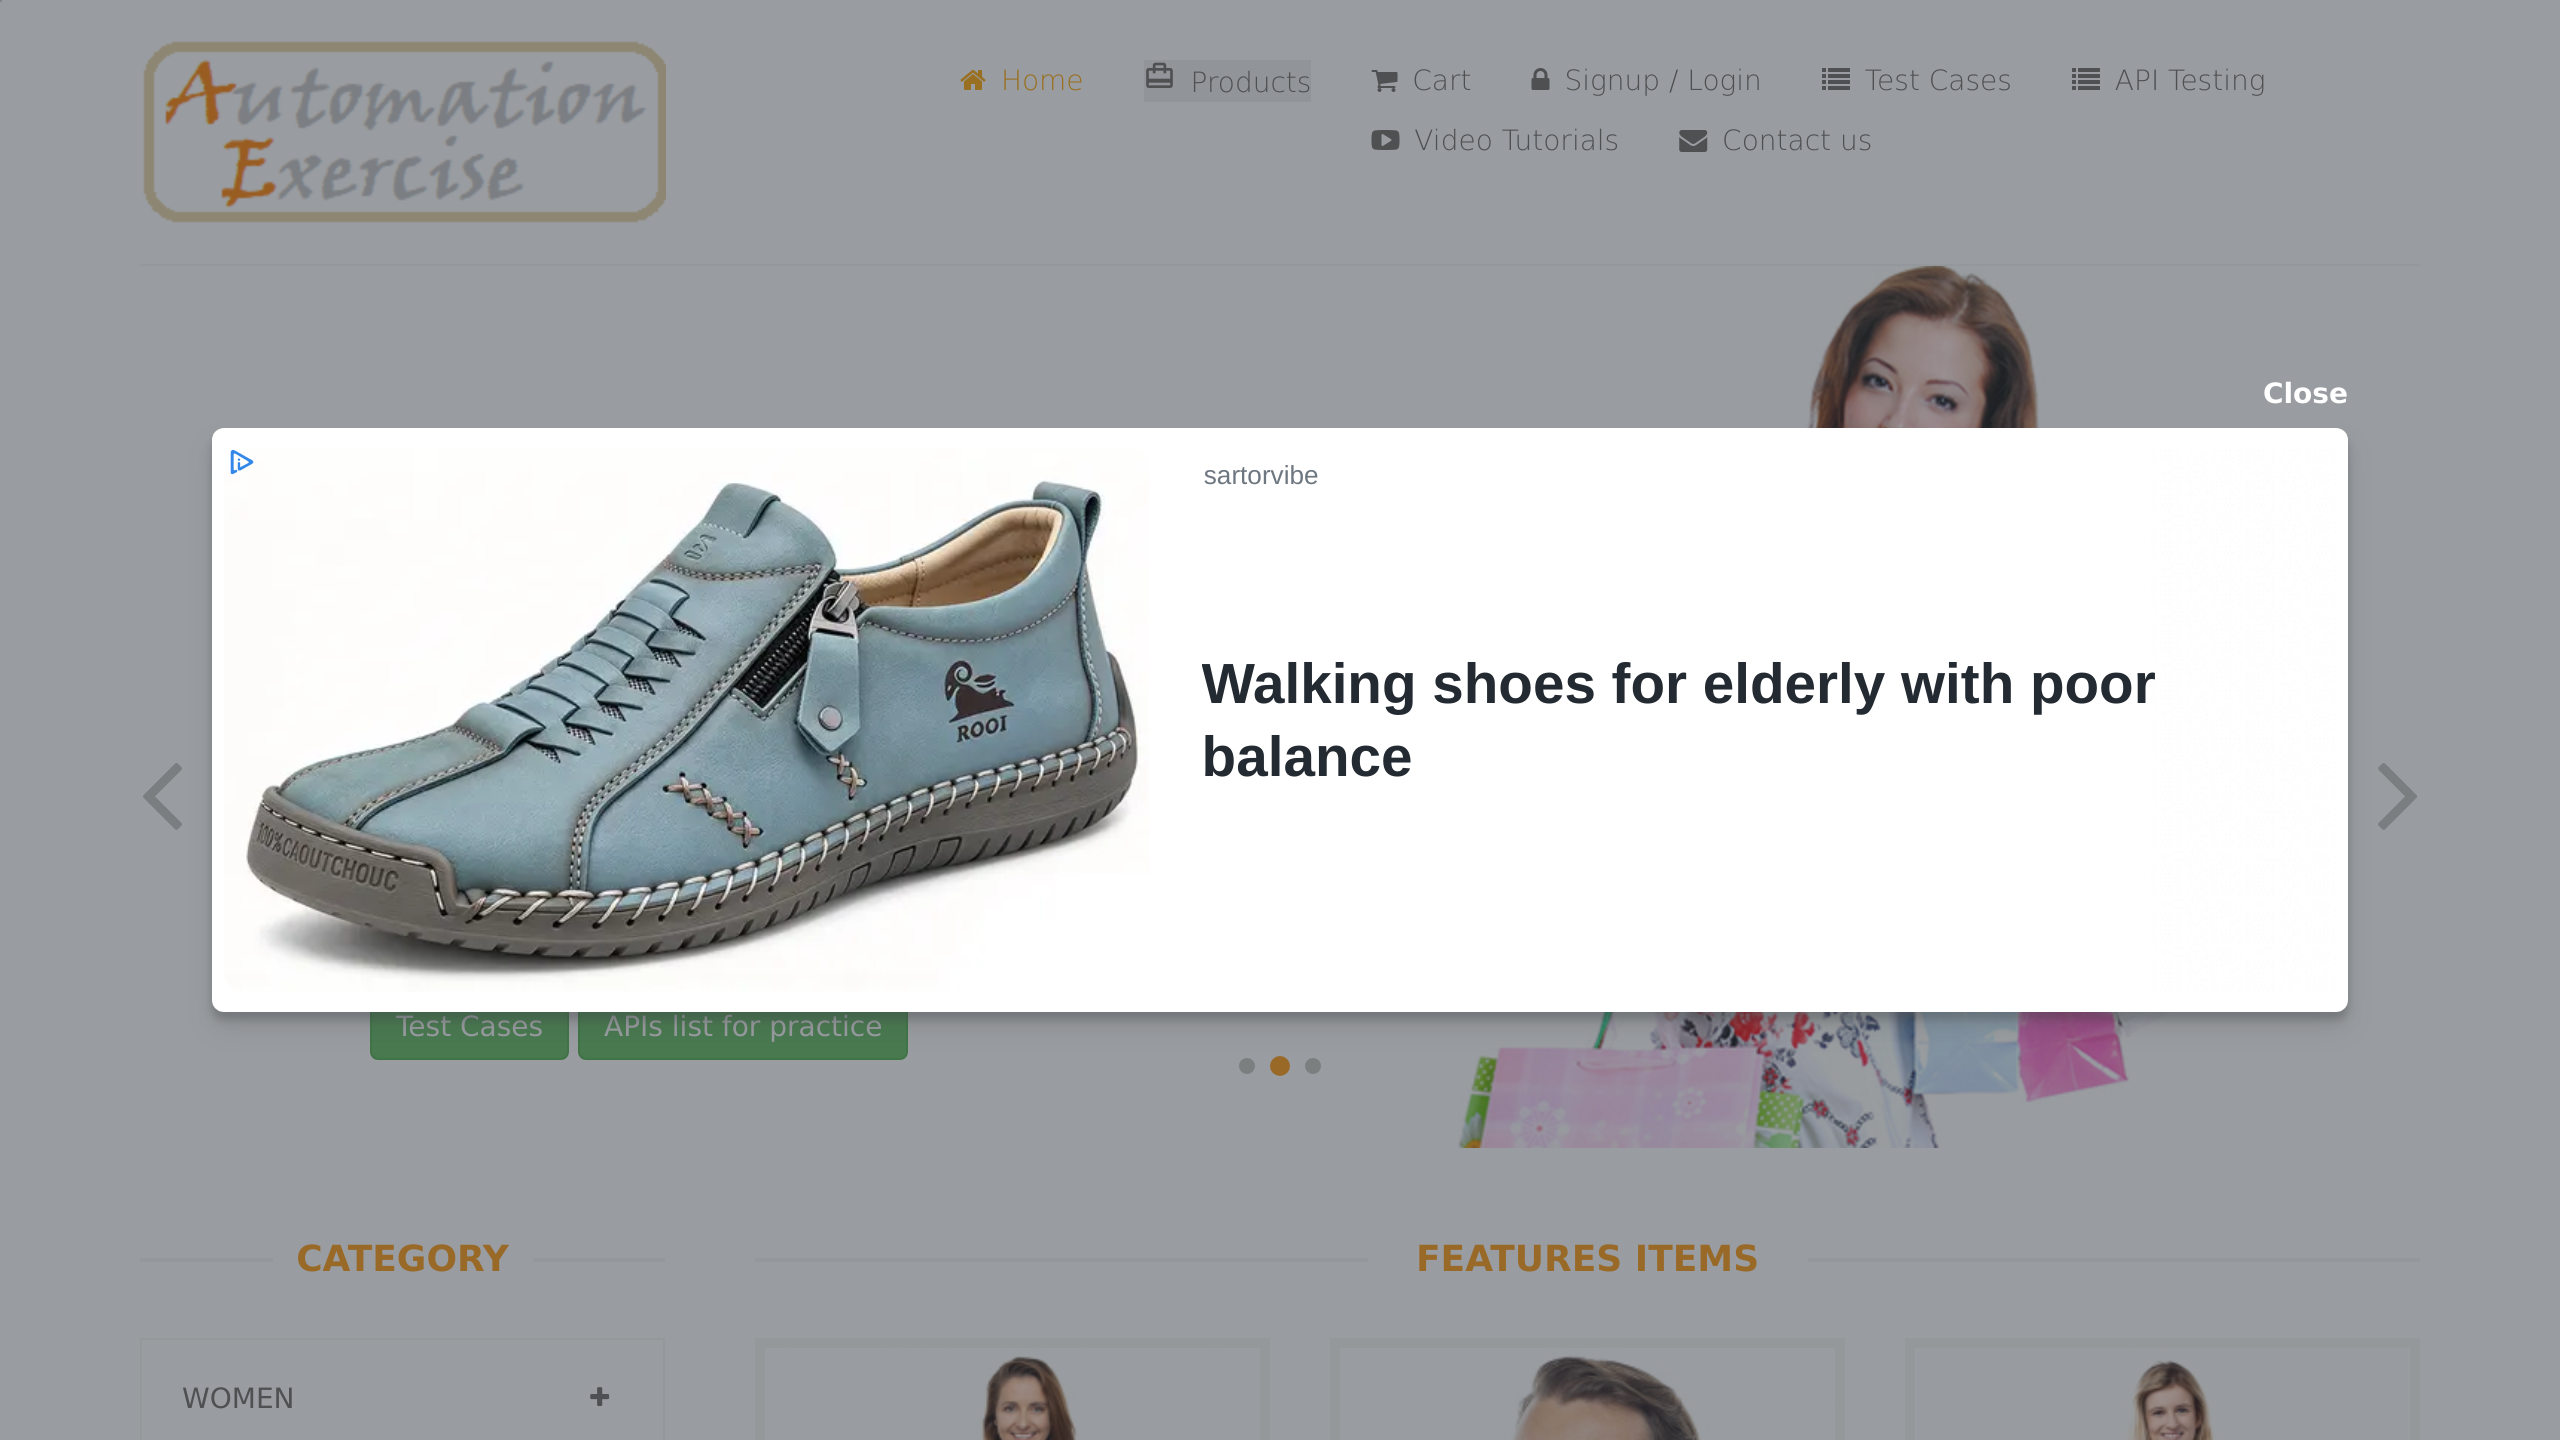 Automation
Exercise
Home
Products
Cart
Signup / Login
Test Cases
API Testing
Video Tutorials
Contact us
Close
sartorvibe
Walking shoes for elderly with poor
balance
ROOI
100%CAOUTCHOUC
Test Cases
APIs list for practice
CATEGORY
FEATURES ITEMS
WOMEN